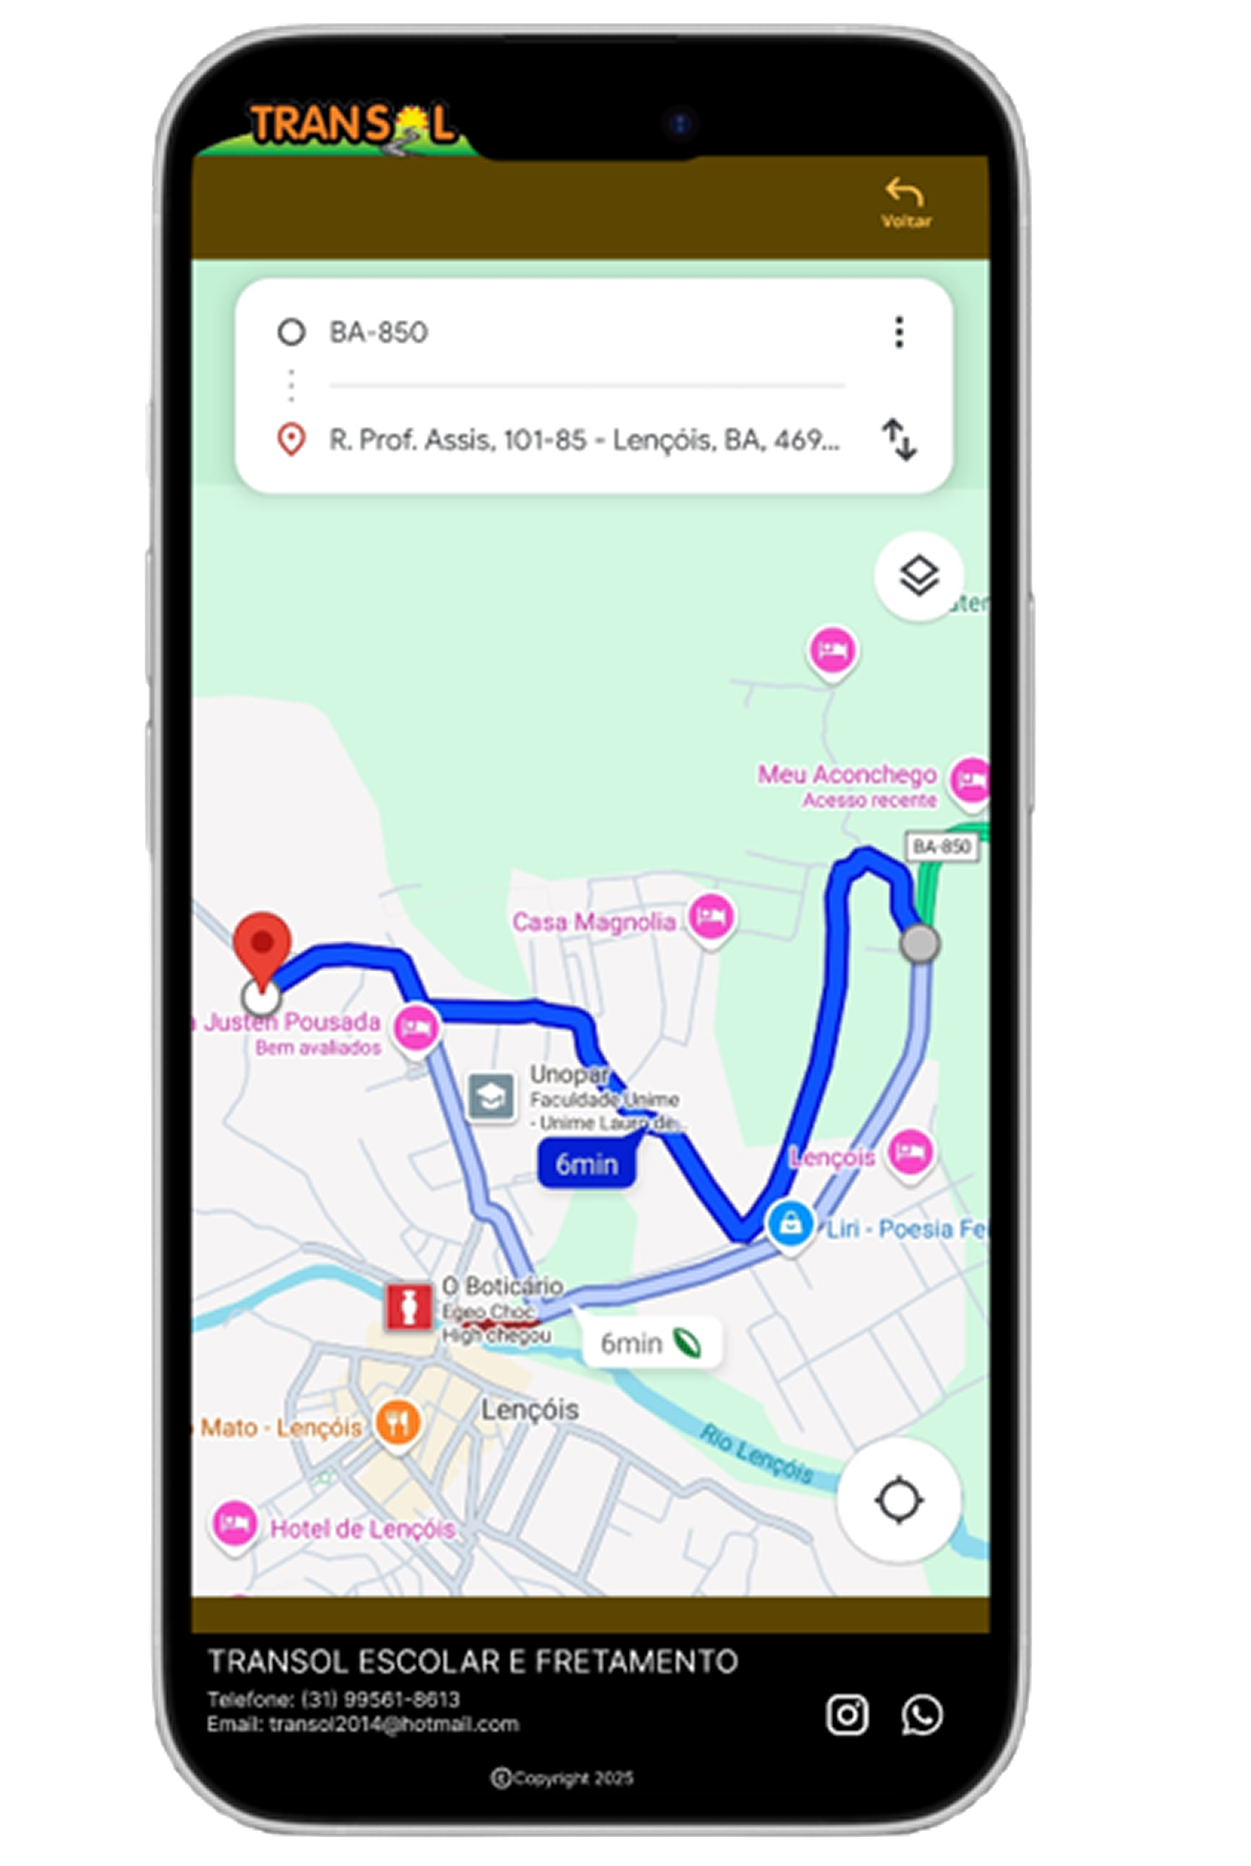 TRANSOL
Voltar
BA-850
R. Prof. Assis, 101-85 - Lençóis, BA, 469...
Meu Aconchego
Acesso recente
BA-850
Casa Magnolia
Justen Pousada
Bem avaliados
Unopar
Faculdade Unime
- Unime Lauro de...
6min
Lençóis
Liri - Poesia Fe
O Boticário
Egeo Choc
High chegou
6min
Lençóis
Mato - Lençóis
Rio Lençóis
Hotel de Lençóis
TRANSOL ESCOLAR E FRETAMENTO
Telefone: (31) 99561-8613
Email: transol2014@hotmail.com
©Copyright 2025